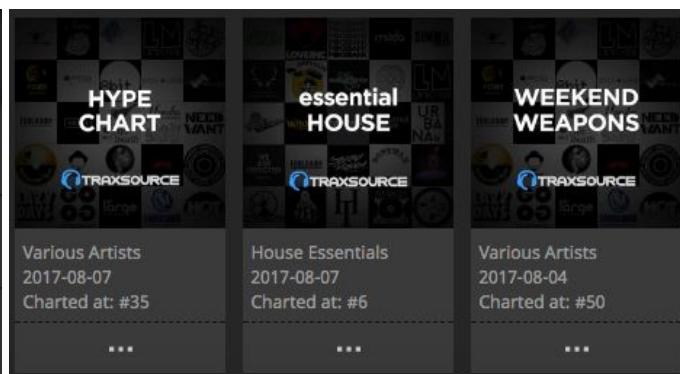 HYPE
CHART
TRAXSOURCE
Various Artists
2017-08-07
Charted at: #35
...
essential
HOUSE
TRAXSOURCE
House Essentials
2017-08-07
Charted at: #6
...
WEEKEND
WEAPONS
TRAXSOURCE
Various Artists
2017-08-04
Charted at: #50
...